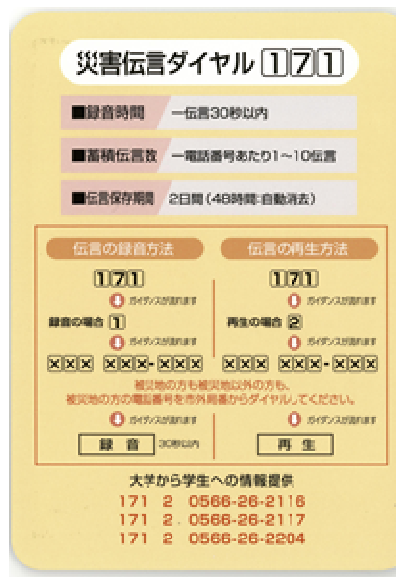 災害伝言ダイヤル 171
■録音時間 一伝言30秒以内
■蓄積伝言数 一電話番号あたり1～10伝言
■伝言保存期間 2日間(48時間:自動消去)
伝言の録音方法 伝言の再生方法
171 171
ガイダンスが流れます ガイダンスが流れます
録音の場合 1 再生の場合 2
ガイダンスが流れます ガイダンスが流れます
××× ×××-××× ××× ×××-×××
被災地の方も被災地以外の方も、
被災地の方の電話番号を市外局番からダイヤルしてください。
ガイダンスが流れます ガイダンスが流れます
録 音 30秒以内 再 生
大学から学生への情報提供
171 2 0566-26-2116
171 2 . 0566-26-2117
171 2 0566-26-2204